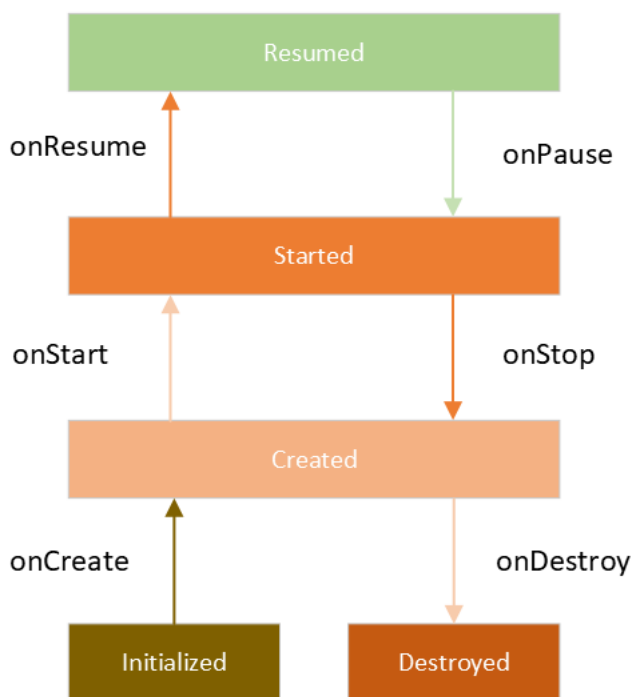 Resumed
onResume
onPause
Started
onStart
onStop
Created
onCreate
onDestroy
Initialized
Destroyed